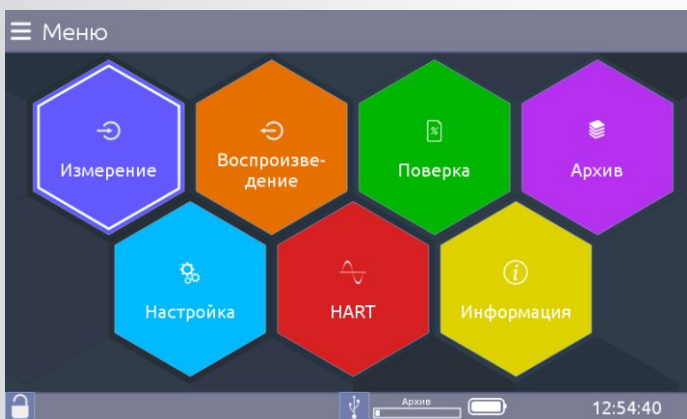 Меню
Измерение
Воспроизве-
дение
%
Поверка
Архив
Настройка
HART
i
Информация
Архив
12:54:40